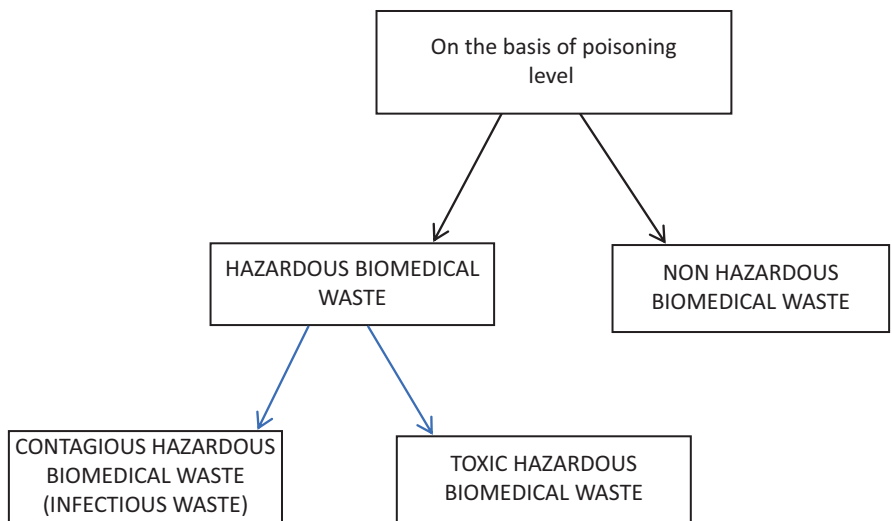 On the basis of poisoning
level
HAZARDOUS BIOMEDICAL
WASTE
NON HAZARDOUS
BIOMEDICAL WASTE
CONTAGIOUS HAZARDOUS
BIOMEDICAL WASTE
(INFECTIOUS WASTE)
TOXIC HAZARDOUS
BIOMEDICAL WASTE